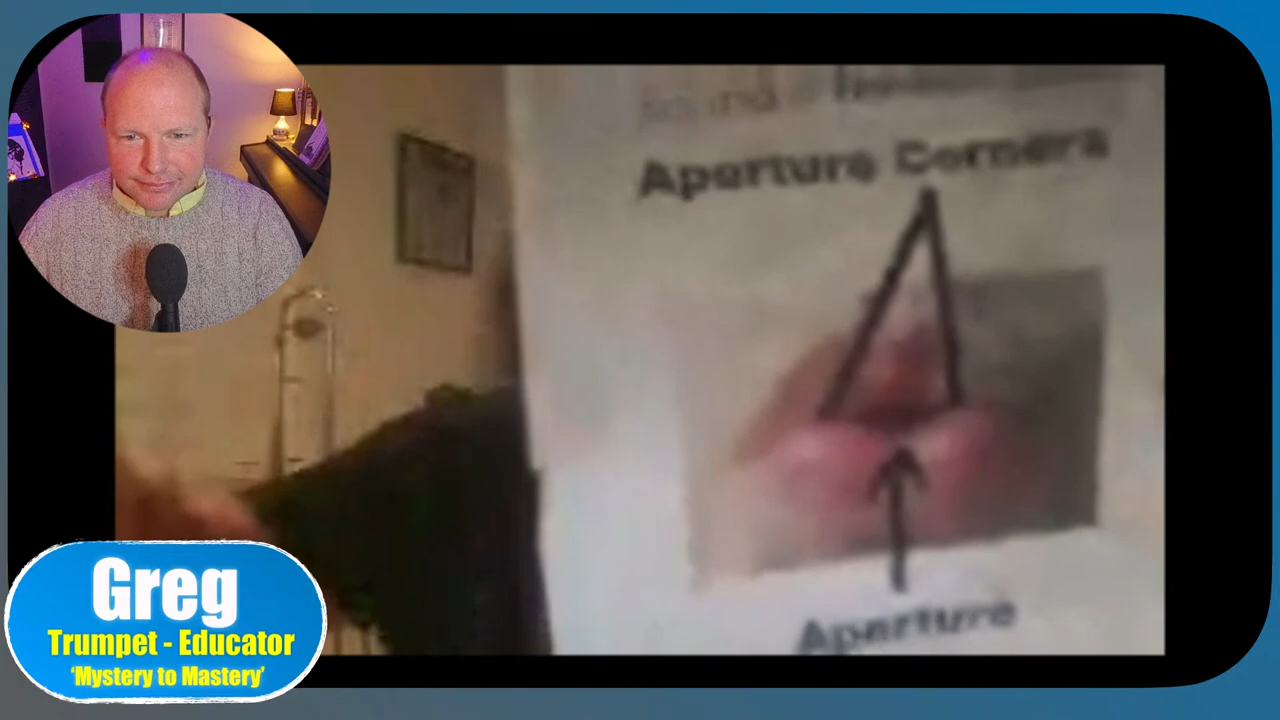 Aperture Corners
Aperture
Greg
Trumpet - Educator
‘Mystery to Mastery’